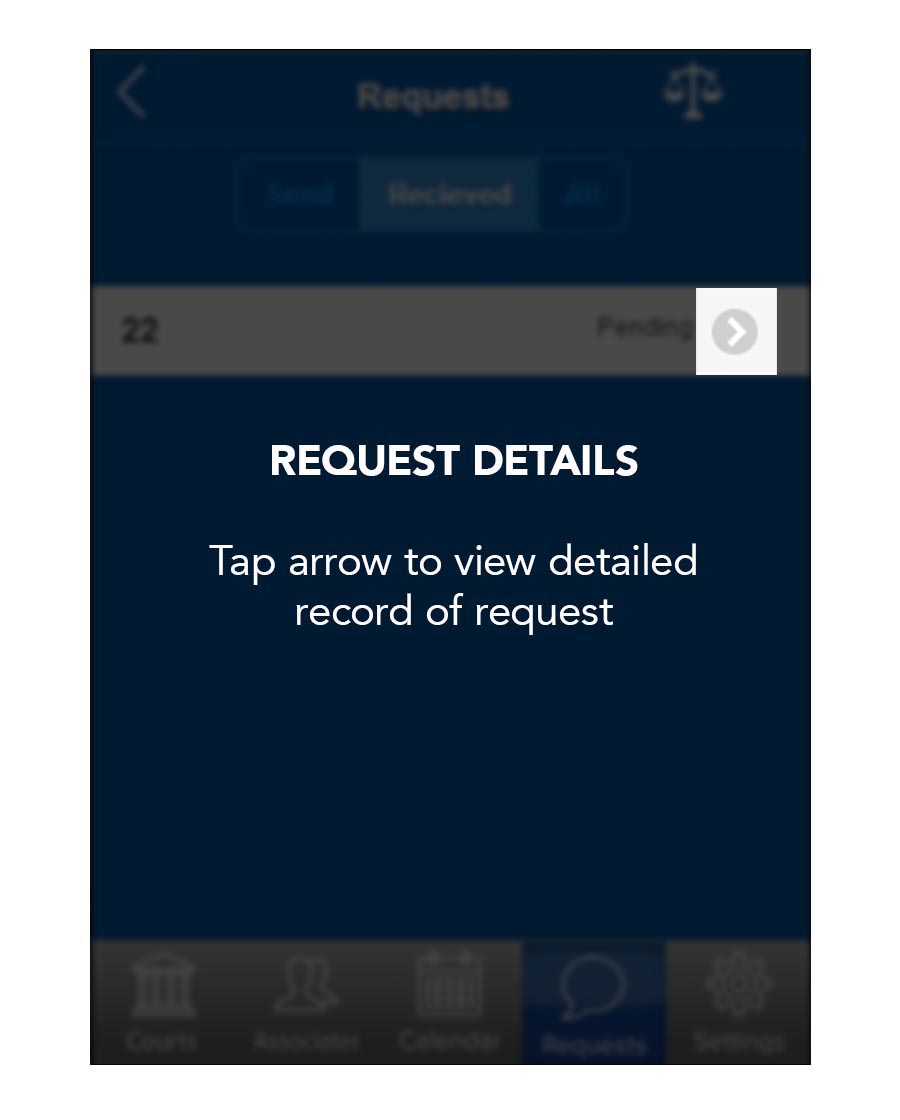 Requests
Send Recieved All
22 Pending
REQUEST DETAILS
Tap arrow to view detailed
record of request
Courts Associates Calendar Requests Settings